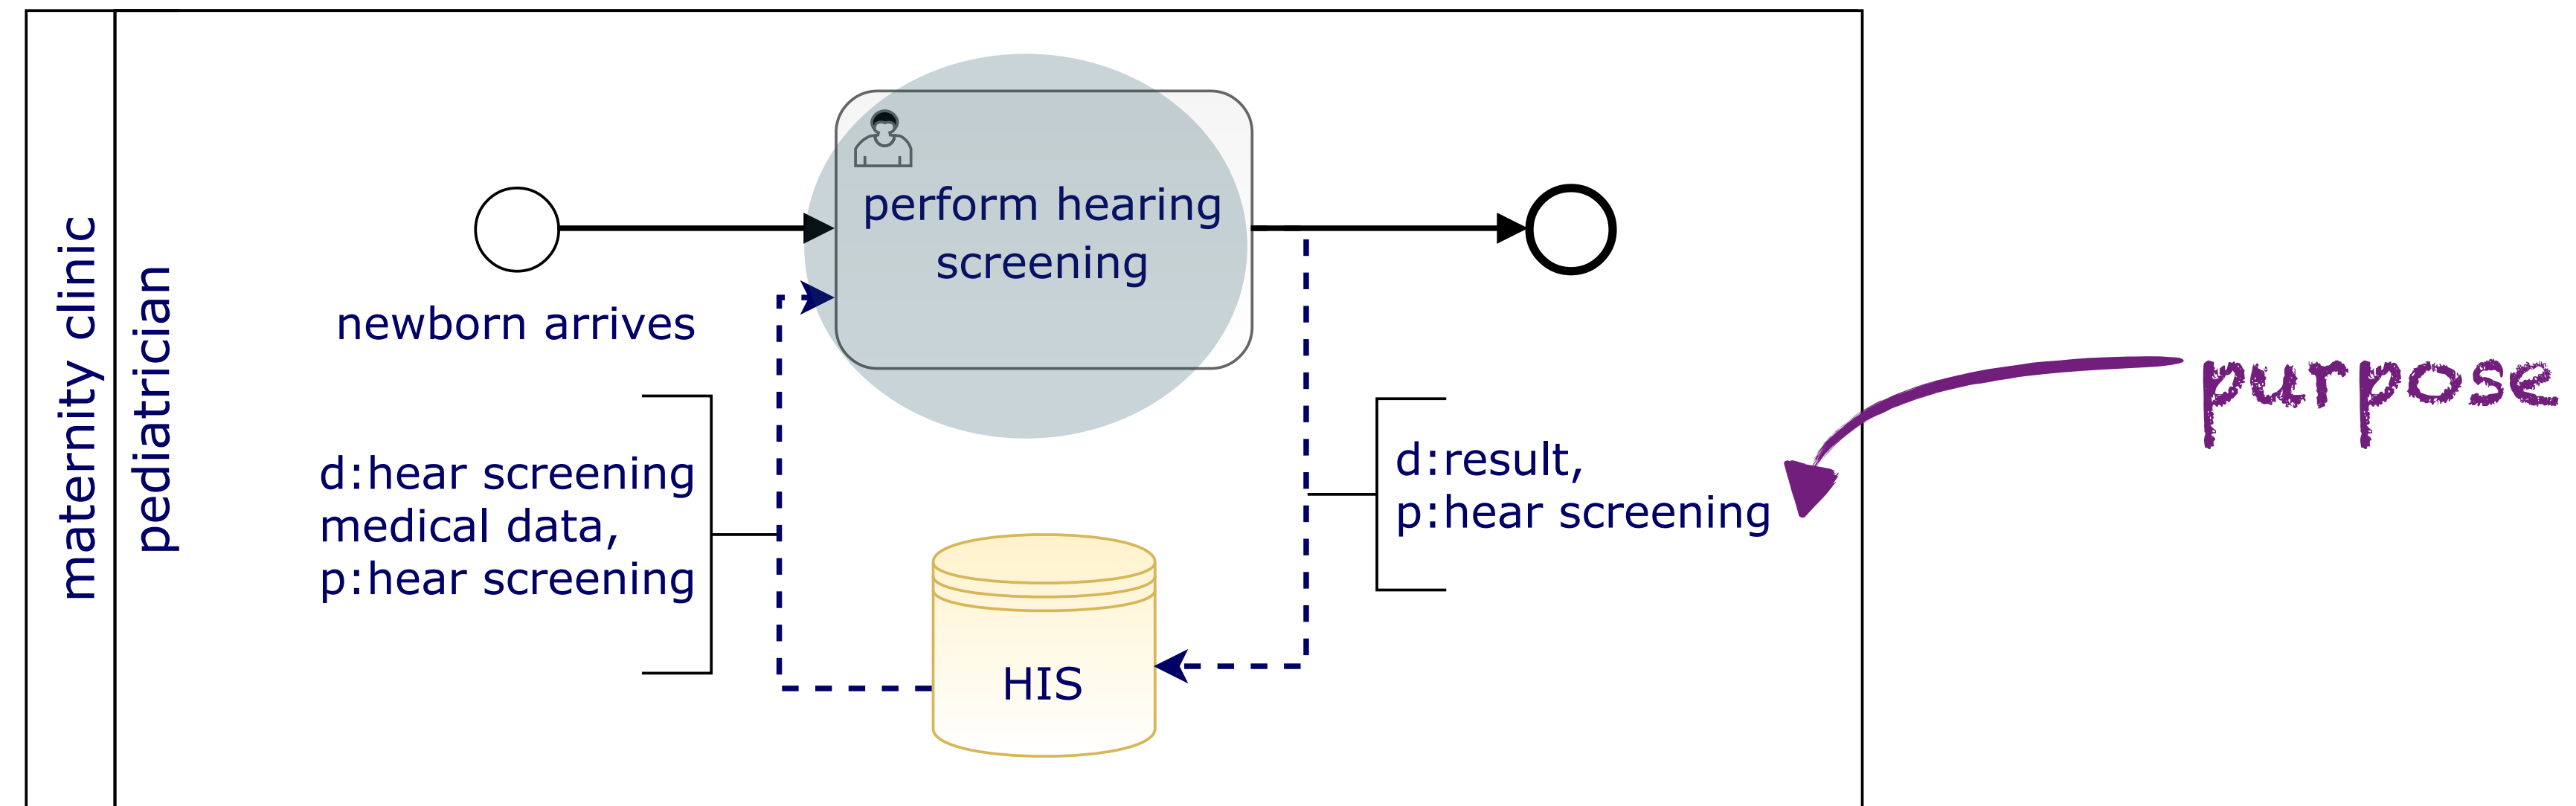 maternity clinic
pediatrician
newborn arrives
perform hearing
screening
d:hear screening
medical data,
p:hear screening
HIS
d:result,
p:hear screening
purpose